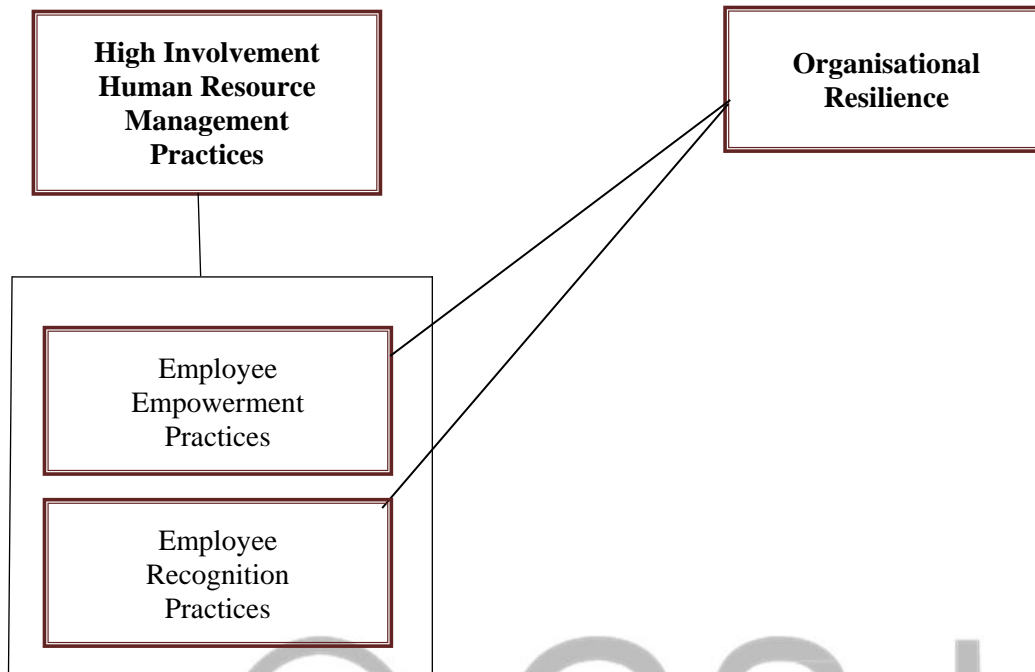 High Involvement
Human Resource
Management
Practices
Organisational
Resilience
Employee
Empowerment
Practices
Employee
Recognition
Practices